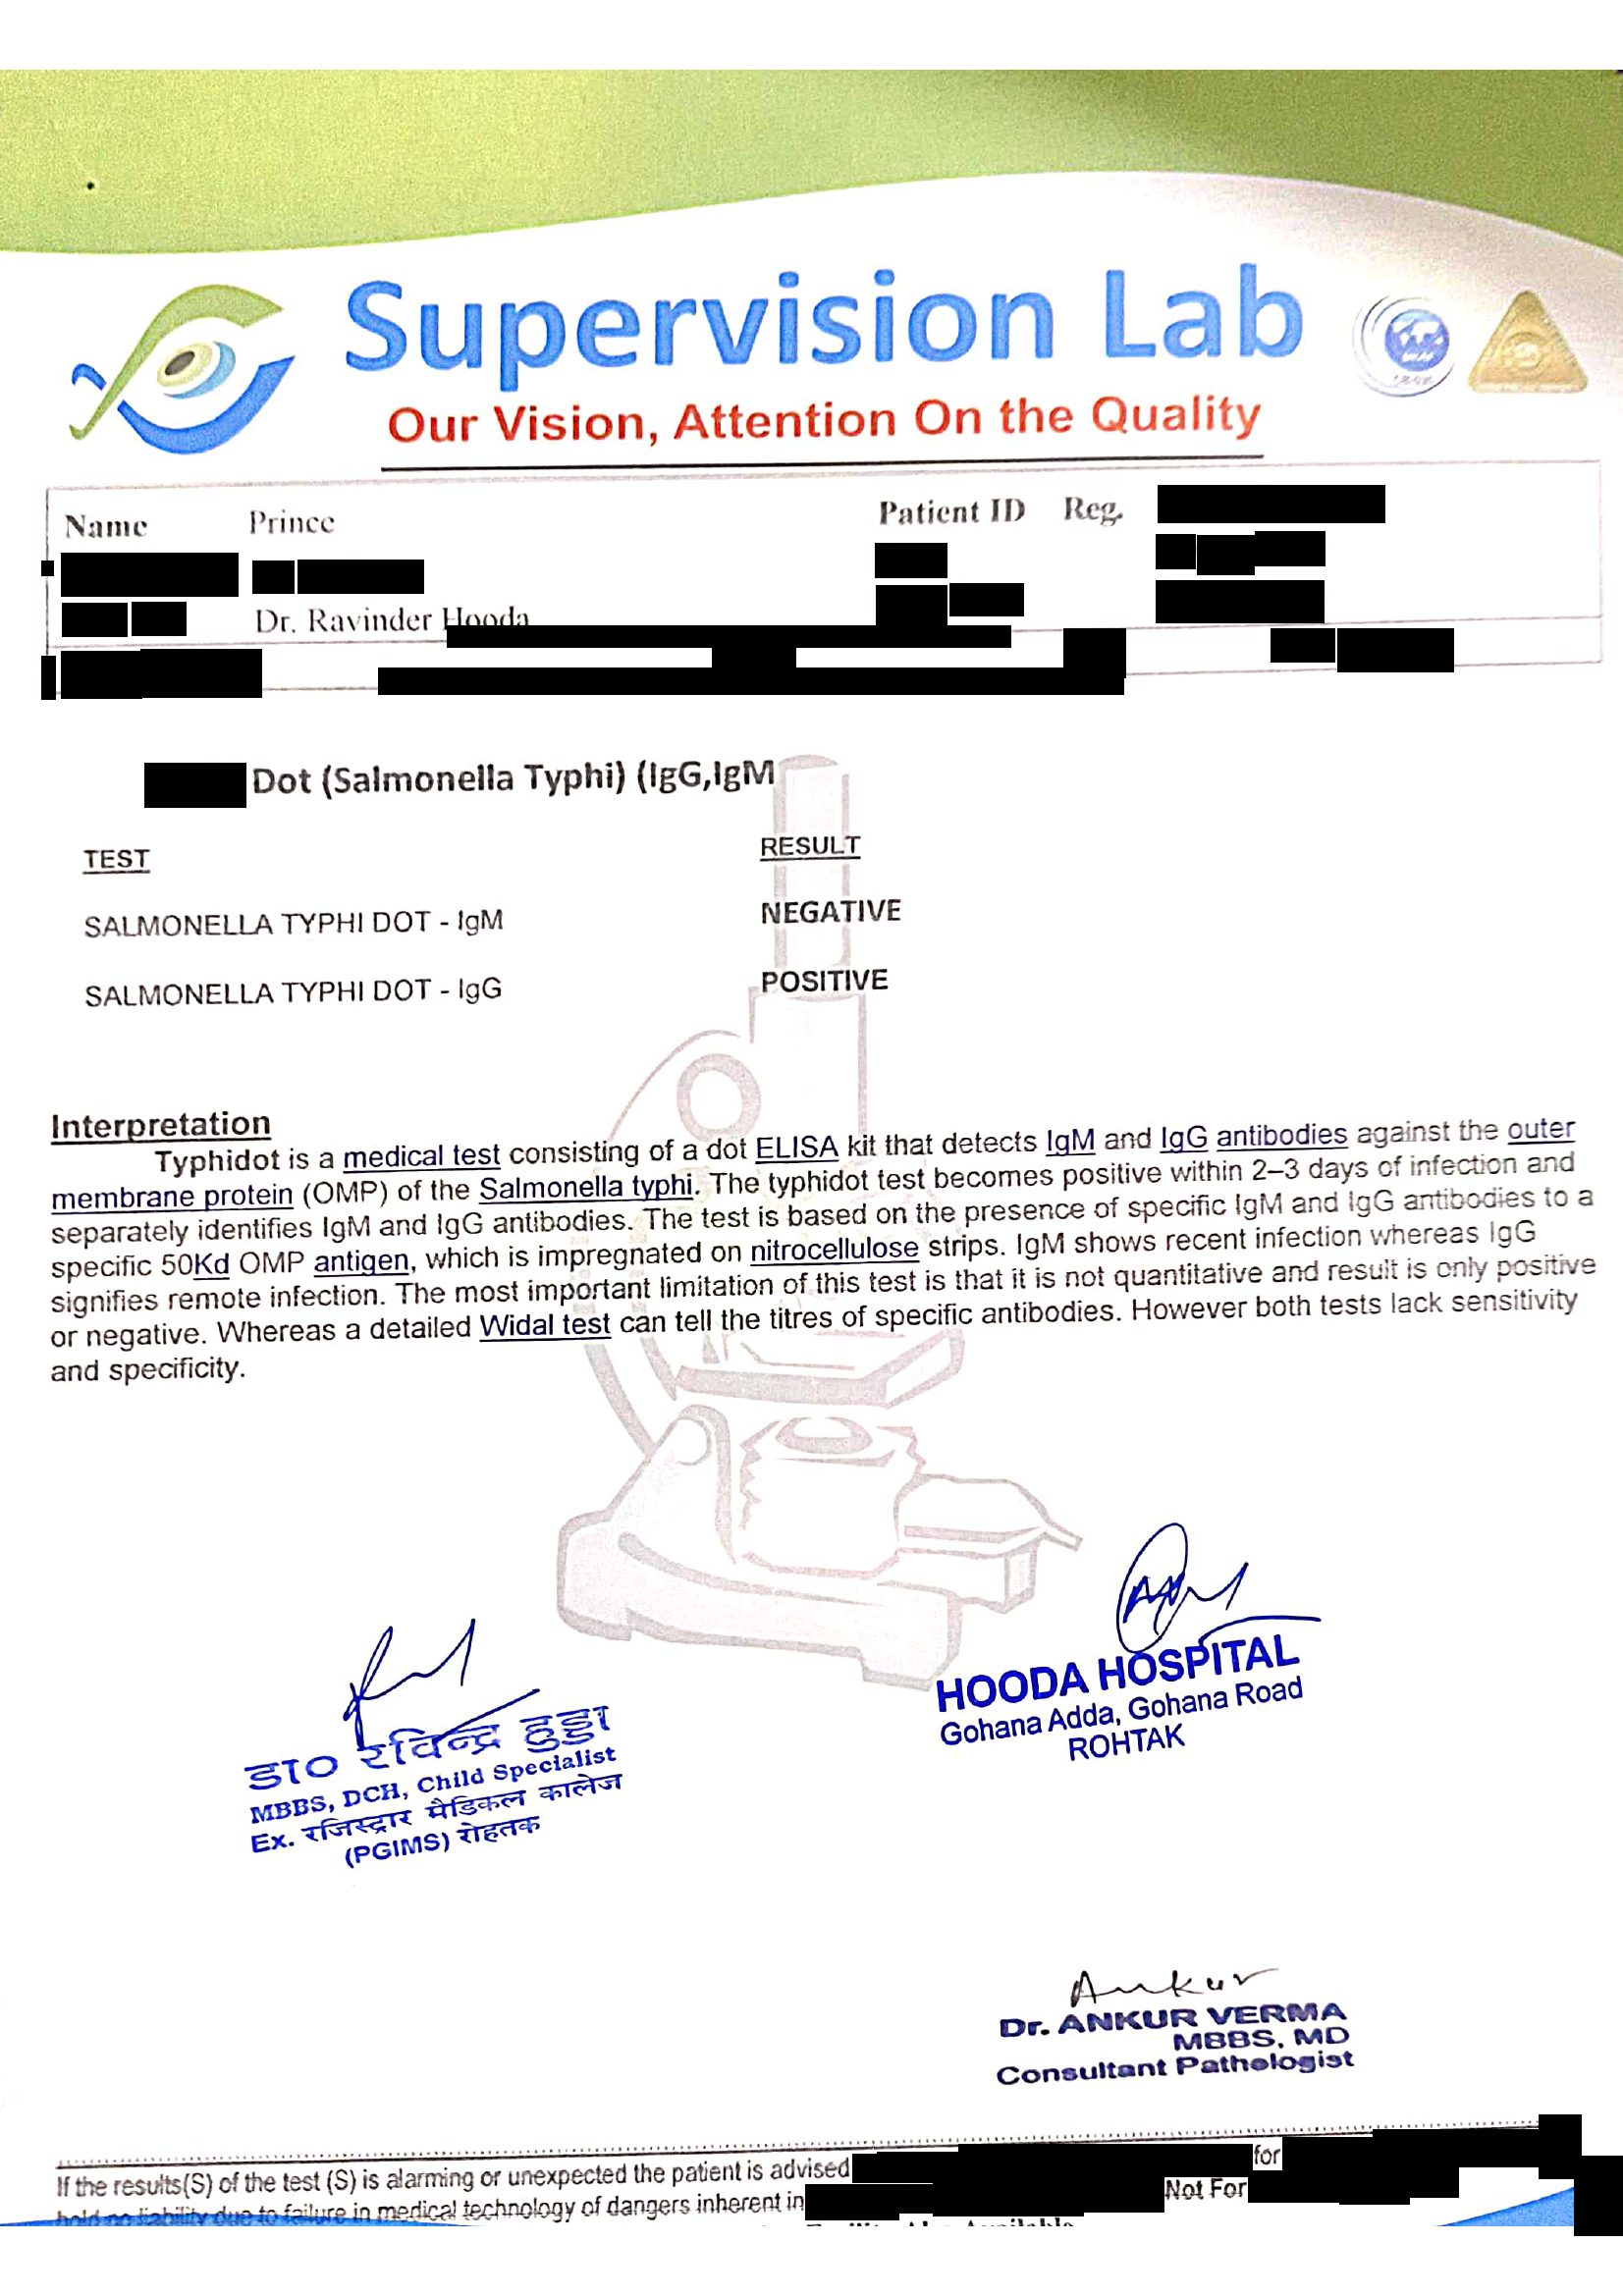 Supervision Lab
Our Vision, Attention On the Quality
Name Prince Patient ID Reg.
Dr. Ravinder Hooda
Dot (Salmonella Typhi) (IgG,IgM
TEST RESULT
SALMONELLA TYPHI DOT - IgM NEGATIVE
SALMONELLA TYPHI DOT - IgG POSITIVE
Interpretation
Typhidot is a medical test consisting of a dot ELISA kit that detects IgM and IgG antibodies against the outer
membrane protein (OMP) of the Salmonella typhi. The typhidot test becomes positive within 2–3 days of infection and
separately identifies IgM and IgG antibodies. The test is based on the presence of specific IgM and IgG antibodies to a
specific 50Kd OMP antigen, which is impregnated on nitrocellulose strips. IgM shows recent infection whereas IgG
signifies remote infection. The most important limitation of this test is that it is not quantitative and result is only positive
or negative. Whereas a detailed Widal test can tell the titres of specific antibodies. However both tests lack sensitivity
and specificity.
HOODA HOSPITAL
Gohana Adda, Gohana Road
ROHTAK
डा० रविन्द्र हुड्डा
MBBS, DCH, Child Specialist
Ex. रजिस्ट्रार मैडिकल कालेज
(PGIMS) रोहतक
Ankur
Dr. ANKUR VERMA
MBBS, MD
Consultant Pathologist
If the results(S) of the test (S) is alarming or unexpected the patient is advised for
hold no liability due to failure in medical technology of dangers inherent in Not For